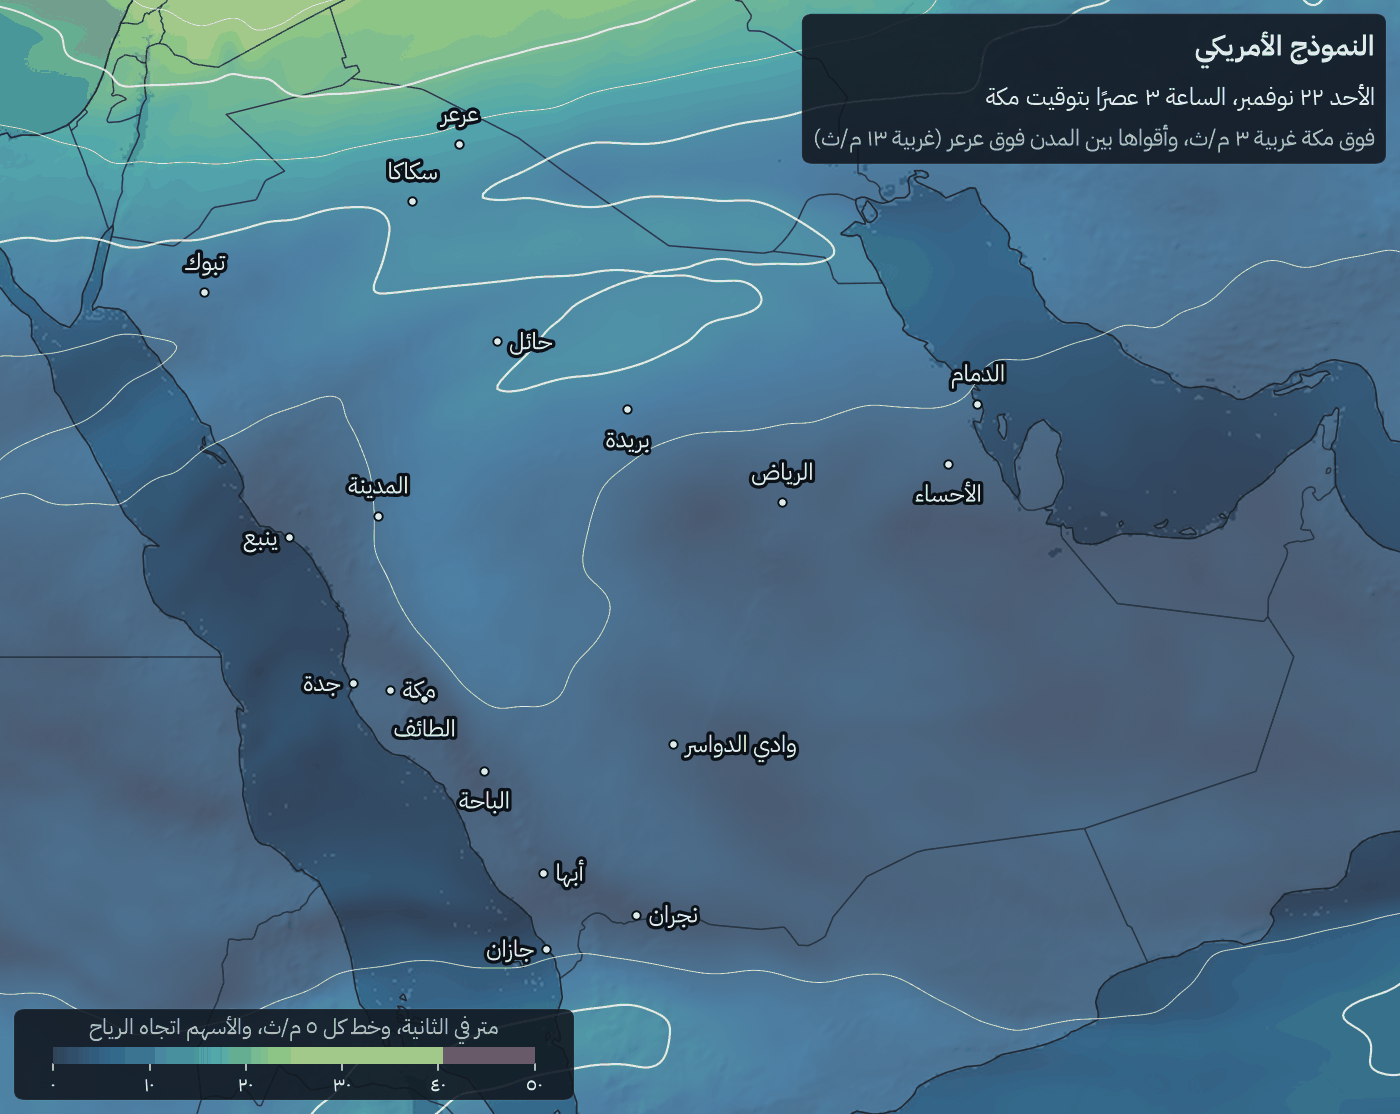 النموذج الأمريكي
الأحد ٢٢ نوفمبر، الساعة ٣ عصرًا بتوقيت مكة
فوق مكة غربية ٣ م/ث، وأقواها بين المدن فوق عرعر (غربية ١٣ م/ث)
عرعر
سكاكا
تبوك
حائل
الدمام
بريدة
الرياض
الأحساء
المدينة
ينبع
جدة
مكة
الطائف
وادي الدواسر
الباحة
أبها
نجران
جازان
متر في الثانية، وخط كل ٥ م/ث، والأسهم اتجاه الرياح
٠ ١٠ ٢٠ ٣٠ ٤٠ ٥٠